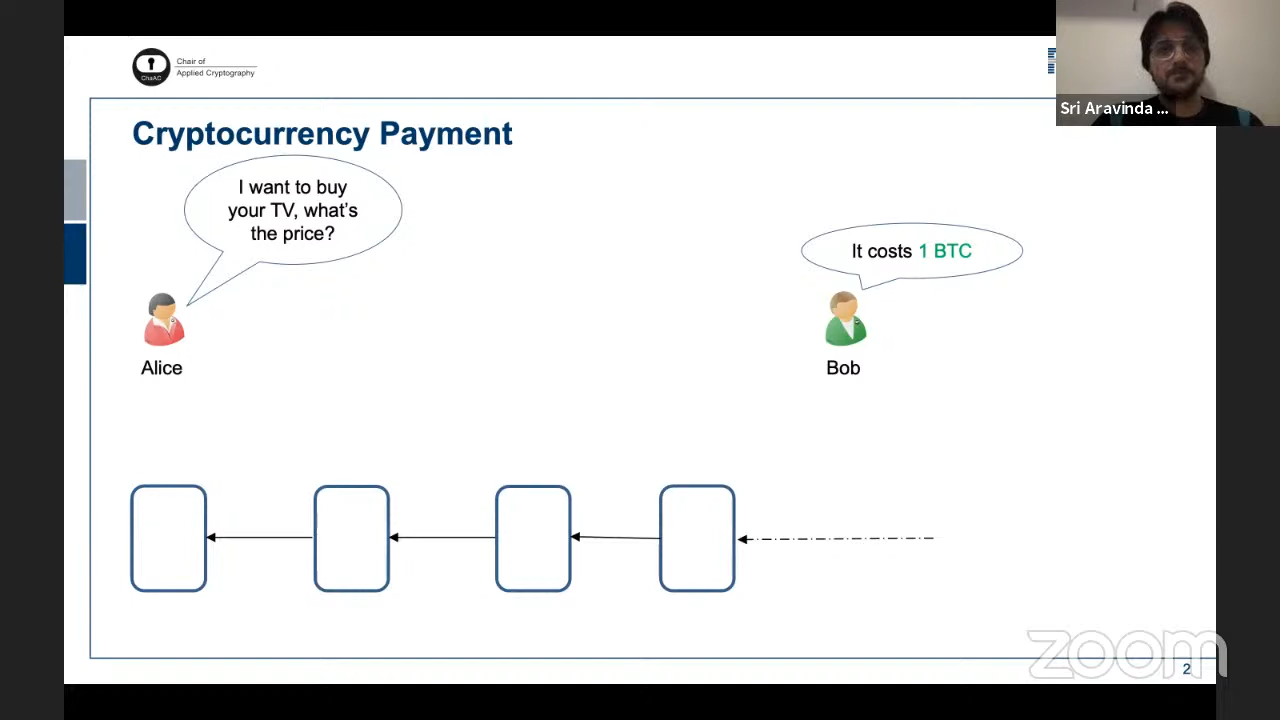 Chair of
Applied Cryptography
ChaAC
Sri Aravinda ...
Cryptocurrency Payment
I want to buy
your TV, what's
the price?
It costs 1 BTC
Alice
Bob
zoom
2